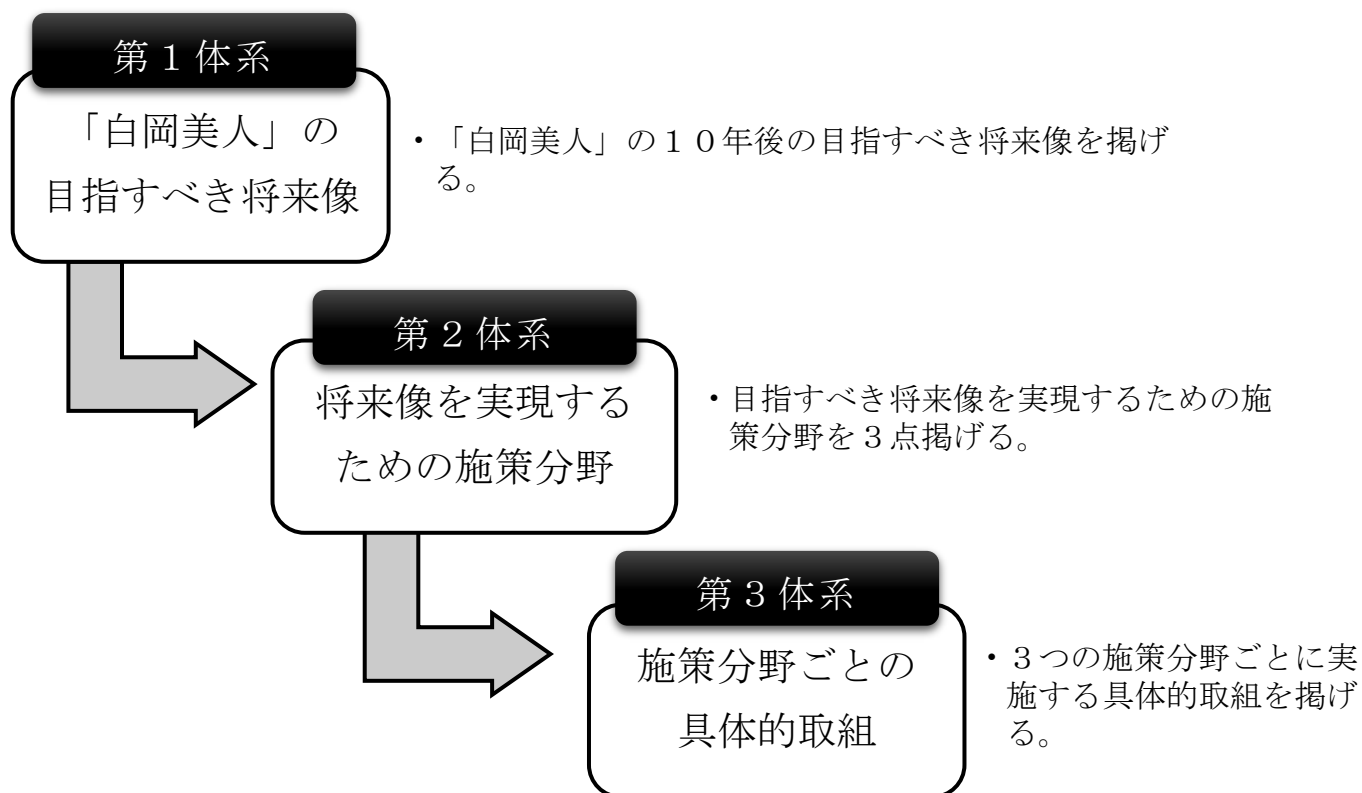 第１体系
「白岡美人」の
目指すべき将来像
・「白岡美人」の１０年後の目指すべき将来像を掲げ
る。
第２体系
将来像を実現する
ための施策分野
・目指すべき将来像を実現するための施
策分野を３点掲げる。
第３体系
施策分野ごとの
具体的取組
・３つの施策分野ごとに実
施する具体的取組を掲げ
る。